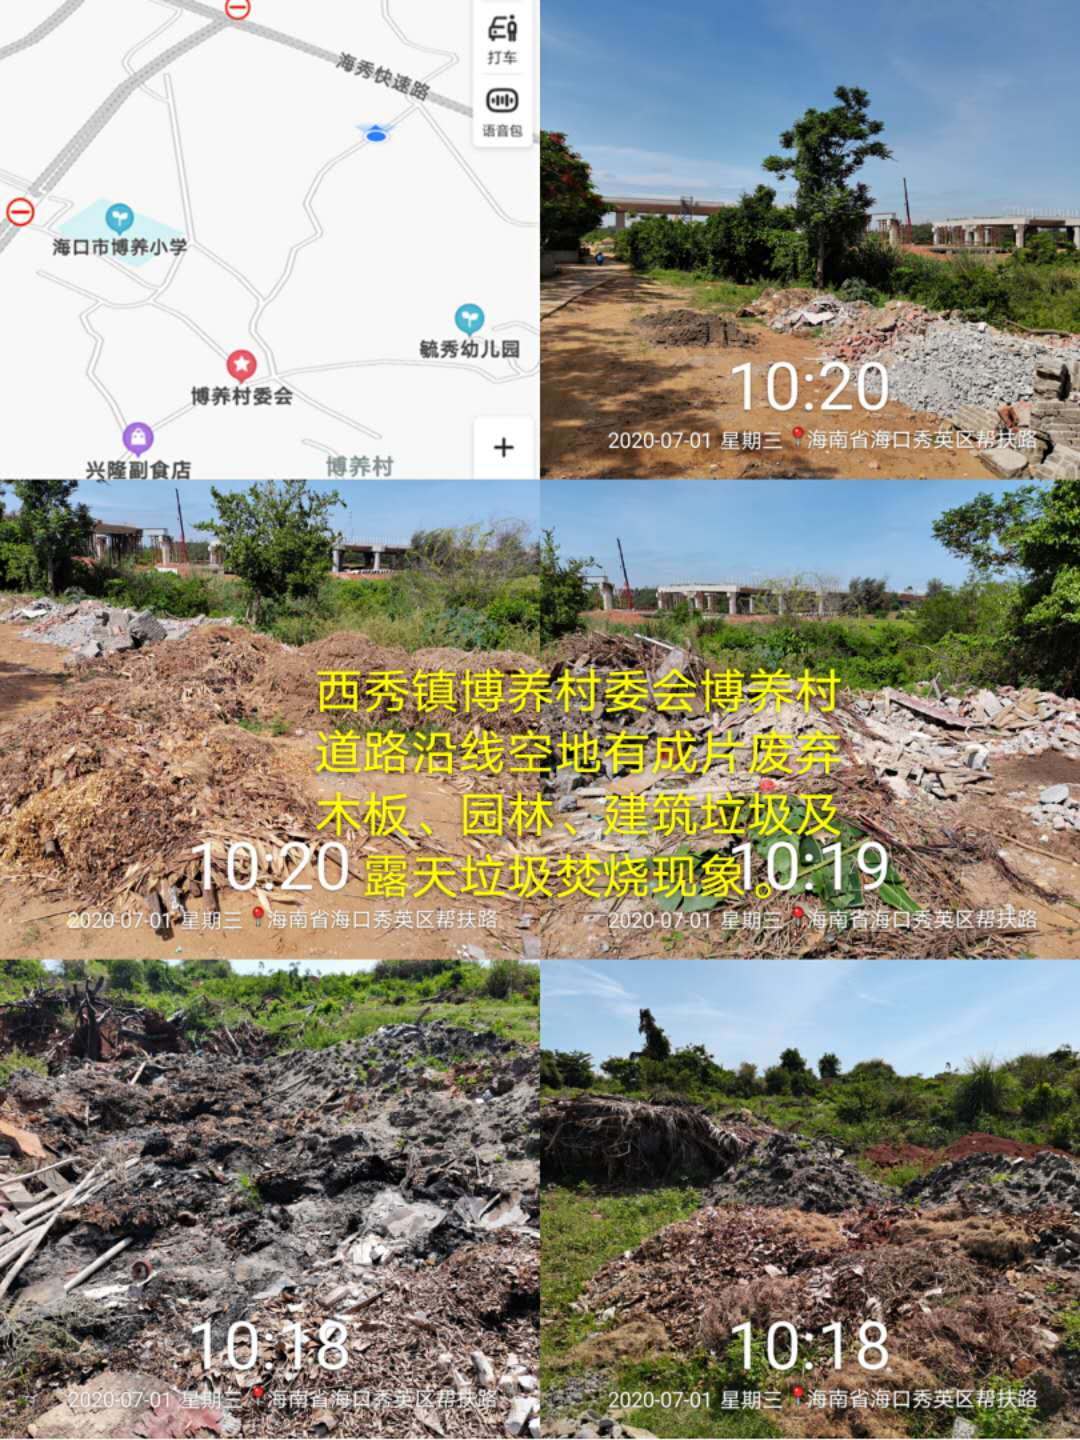 打车
海秀快速路
语音包
海口市博养小学
毓秀幼儿园
博养村委会
兴隆副食店
博养村
10:20
2020-07-01 星期三 海南省海口秀英区帮扶路
西秀镇博养村委会博养村
道路沿线空地有成片废弃
木板、园林、建筑垃圾及
露天垃圾焚烧现象。
10:20
2020-07-01 星期三 海南省海口秀英区帮扶路
10:19
2020-07-01 星期三 海南省海口秀英区帮扶路
10:18
2020-07-01 星期三 海南省海口秀英区帮扶路
10:18
2020-07-01 星期三 海南省海口秀英区帮扶路